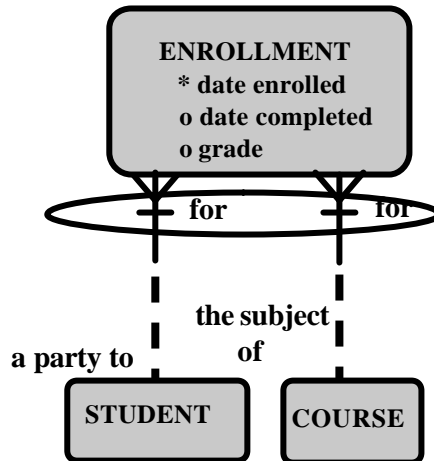 ENROLLMENT
* date enrolled
o date completed
o grade
for
for
the subject
of
a party to
STUDENT
COURSE